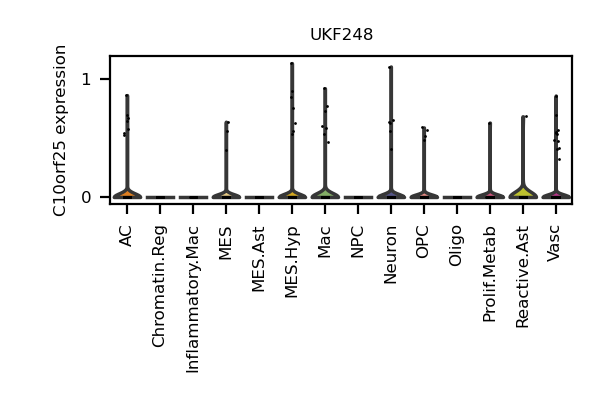 UKF248
C10orf25 expression
1
0
AC
Chromatin.Reg
Inflammatory.Mac
MES
MES.Ast
MES.Hyp
Mac
NPC
Neuron
OPC
Oligo
Prolif.Metab
Reactive.Ast
Vasc